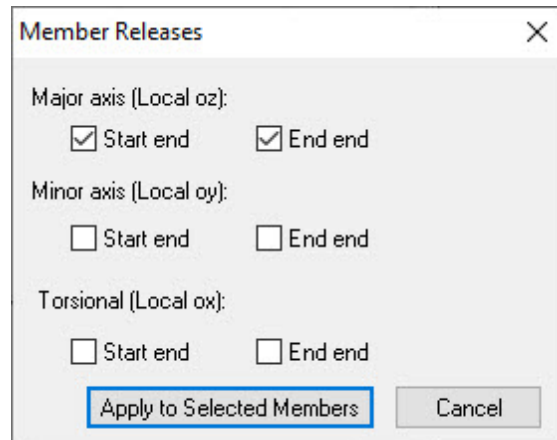 Member Releases
Major axis (Local oz):
Start end End end
Minor axis (Local oy):
Start end End end
Torsional (Local ox):
Start end End end
Apply to Selected Members Cancel